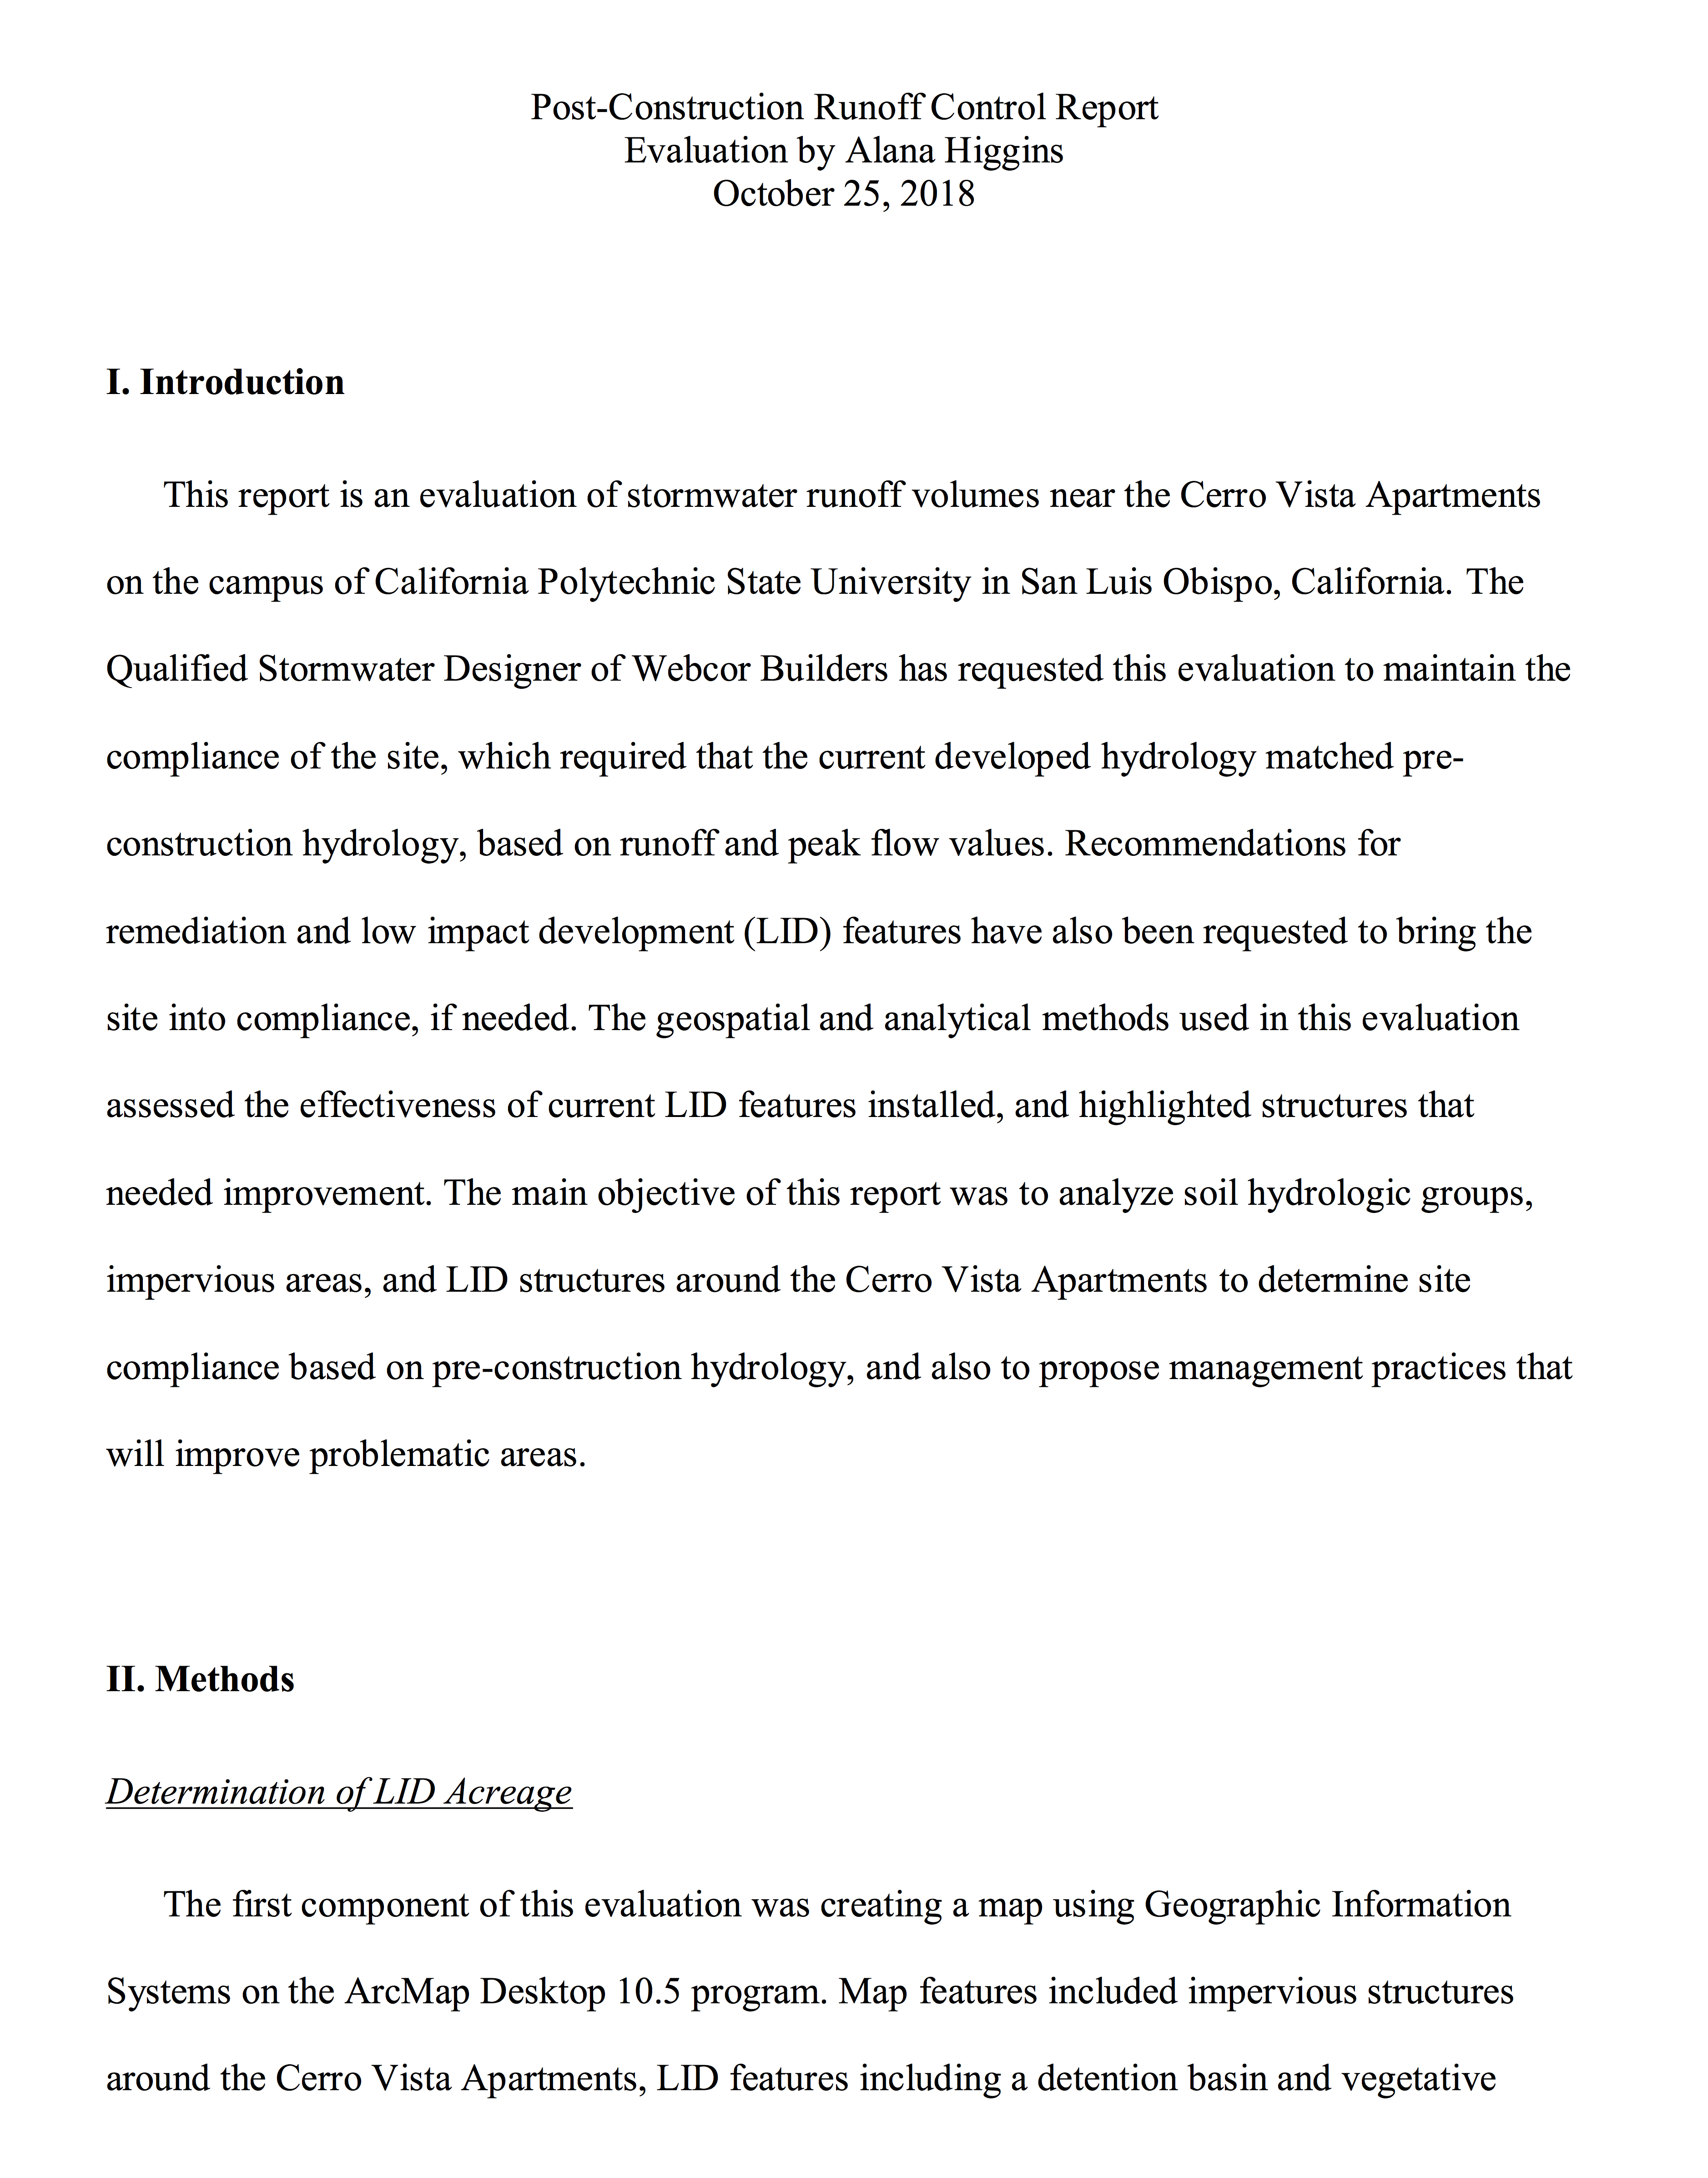 Post-Construction Runoff Control Report
Evaluation by Alana Higgins
October 25, 2018
I. Introduction
This report is an evaluation of stormwater runoff volumes near the Cerro Vista Apartments
on the campus of California Polytechnic State University in San Luis Obispo, California. The
Qualified Stormwater Designer of Webcor Builders has requested this evaluation to maintain the
compliance of the site, which required that the current developed hydrology matched pre-
construction hydrology, based on runoff and peak flow values. Recommendations for
remediation and low impact development (LID) features have also been requested to bring the
site into compliance, if needed. The geospatial and analytical methods used in this evaluation
assessed the effectiveness of current LID features installed, and highlighted structures that
needed improvement. The main objective of this report was to analyze soil hydrologic groups,
impervious areas, and LID structures around the Cerro Vista Apartments to determine site
compliance based on pre-construction hydrology, and also to propose management practices that
will improve problematic areas.
II. Methods
Determination of LID Acreage
The first component of this evaluation was creating a map using Geographic Information
Systems on the ArcMap Desktop 10.5 program. Map features included impervious structures
around the Cerro Vista Apartments, LID features including a detention basin and vegetative